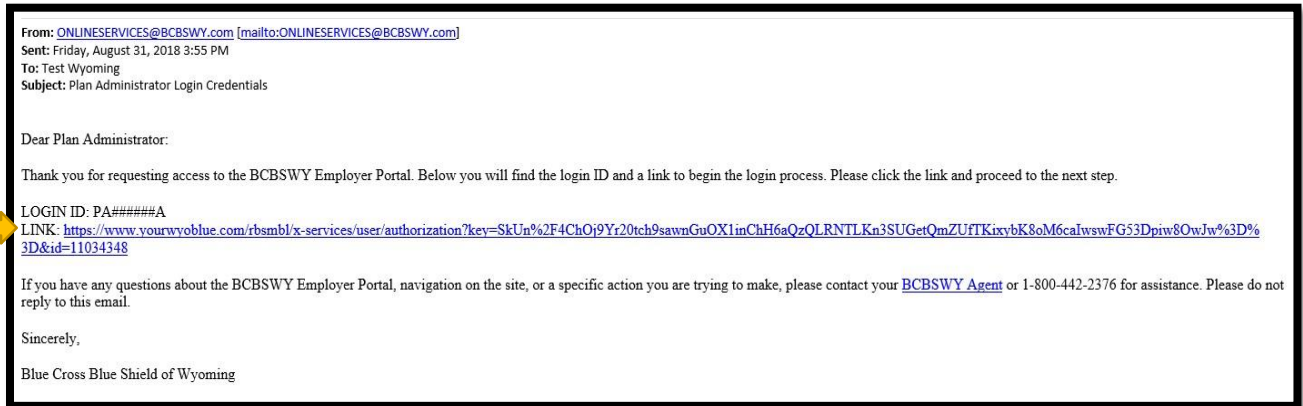 From: ONLINESERVICES@BCBSWY.com [mailto:ONLINESERVICES@BCBSWY.com]
Sent: Friday, August 31, 2018 3:55 PM
To: Test Wyoming
Subject: Plan Administrator Login Credentials
Dear Plan Administrator:
Thank you for requesting access to the BCBSWY Employer Portal. Below you will find the login ID and a link to begin the login process. Please click the link and proceed to the next step.
LOGIN ID: PA######A
LINK: https://www.yourwyoblue.com/rbsmbl/x-services/user/authorization?key=SkUn%2F4ChOj9Yr20tch9sawnGuOX1inChH6aQzQLRNTLKn3SUGetQmZUfTKixybK8oM6caIwswFG53Dpiw8OwJw%3D%
3D&id=11034348
If you have any questions about the BCBSWY Employer Portal, navigation on the site, or a specific action you are trying to make, please contact your BCBSWY Agent or 1-800-442-2376 for assistance. Please do not
reply to this email.
Sincerely,
Blue Cross Blue Shield of Wyoming